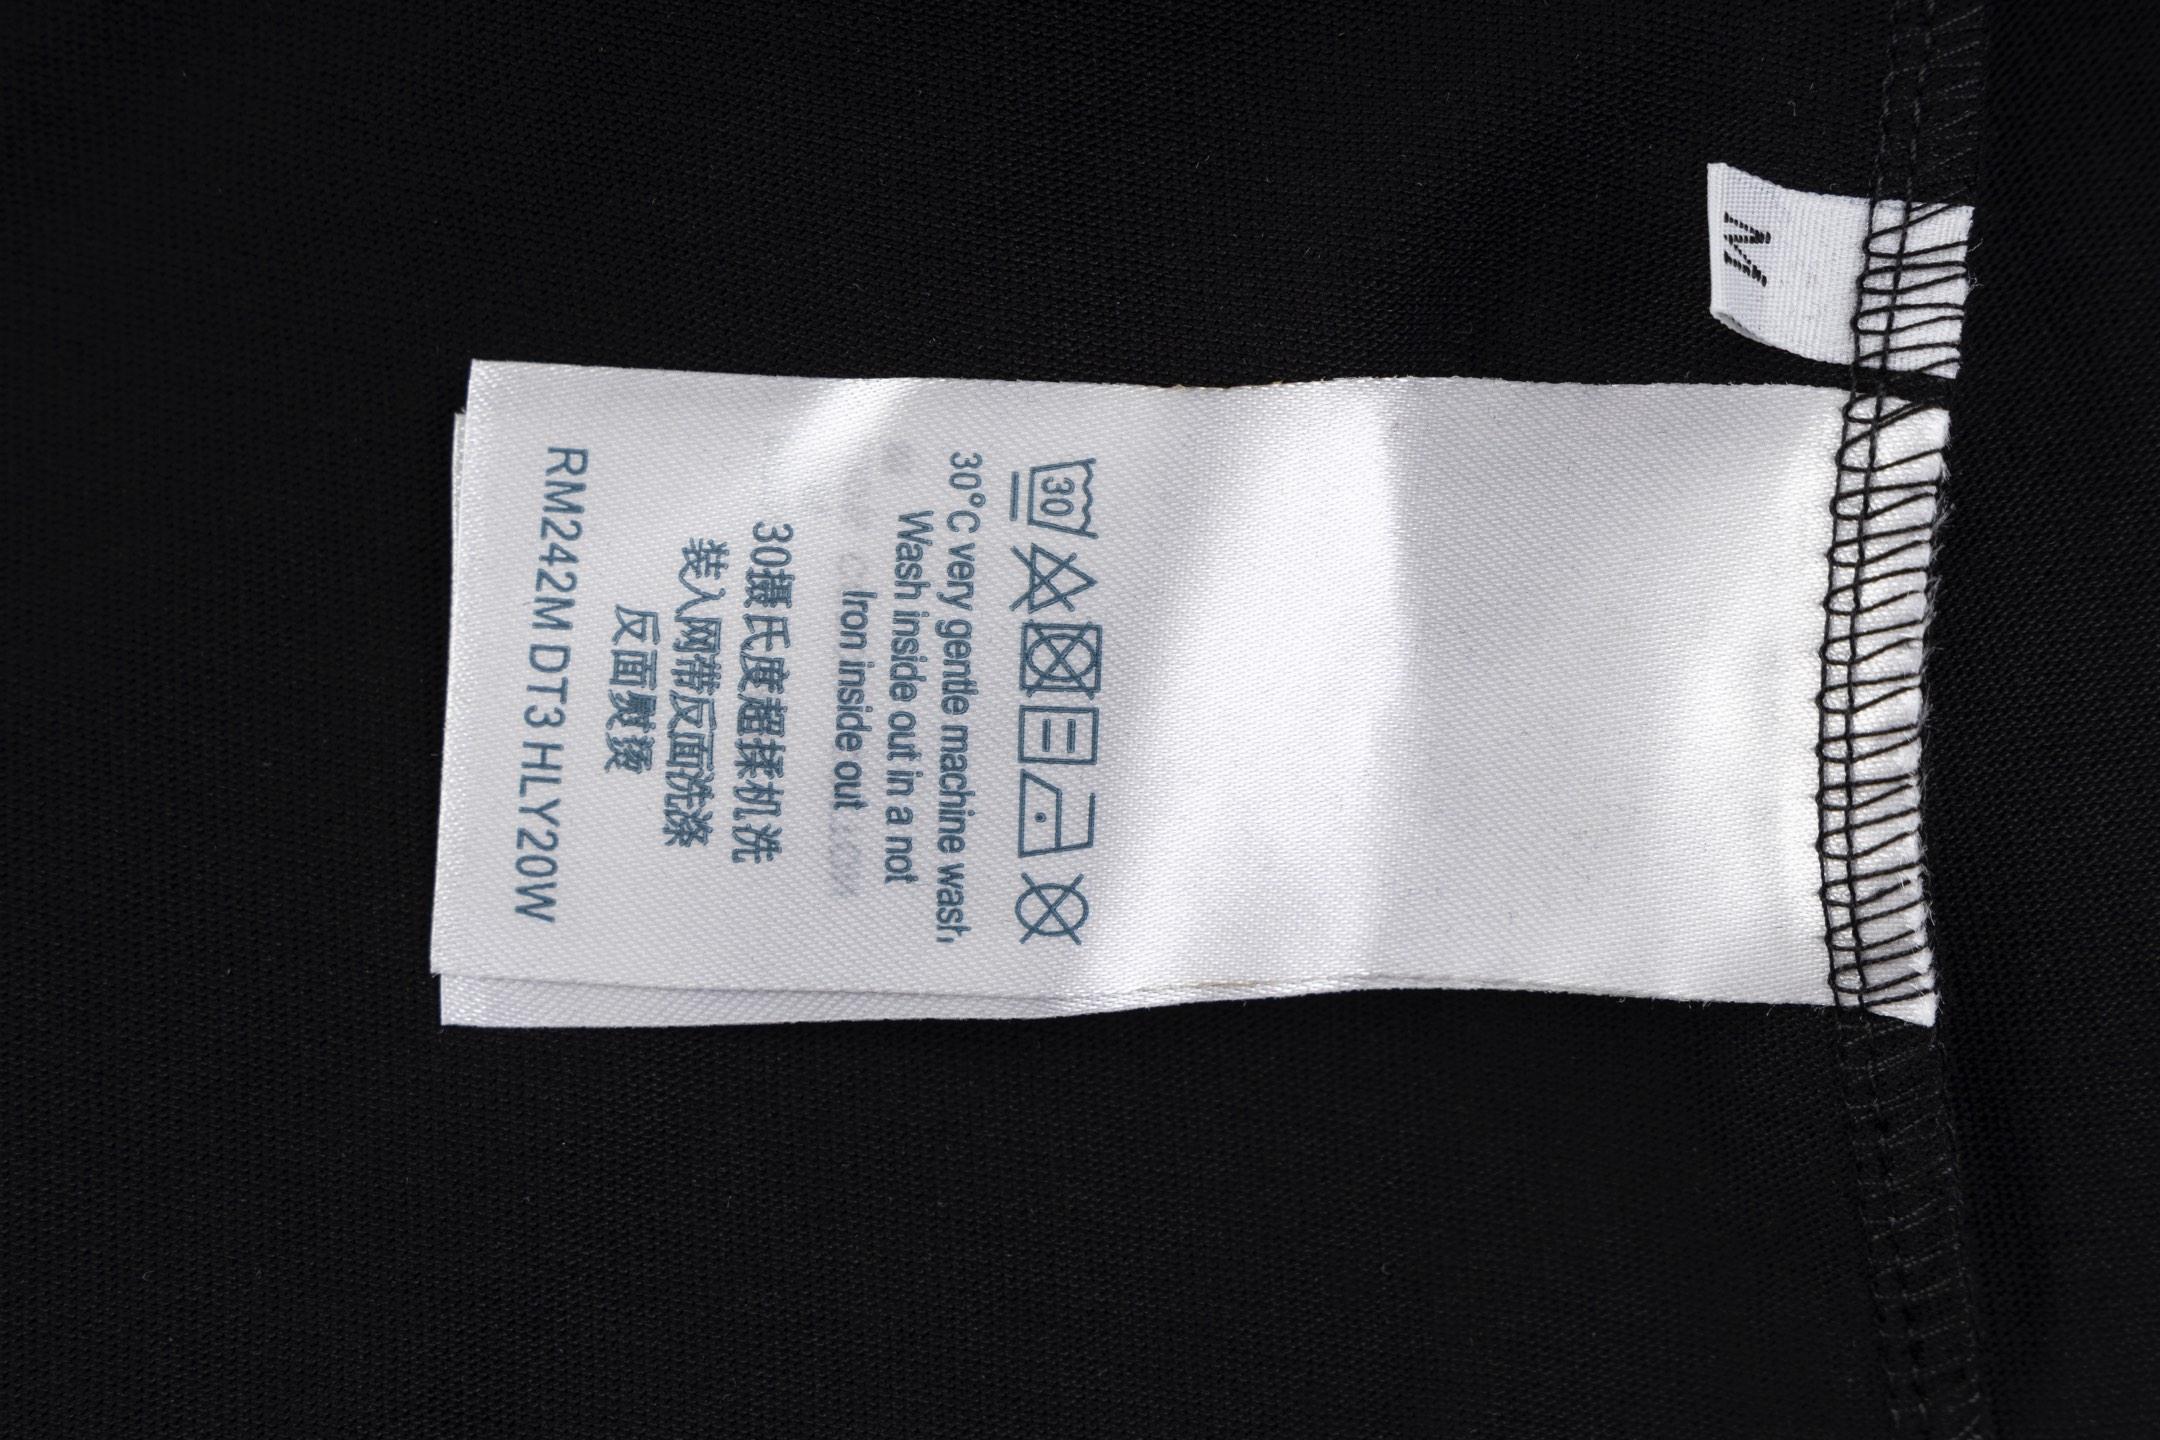 M
30
30°C very gentle machine wash,
Wash inside out in a not
Iron inside out
30摄氏度超揉机洗
装入网带反面洗涤
反面熨烫
RM242M DT3 HLY20W